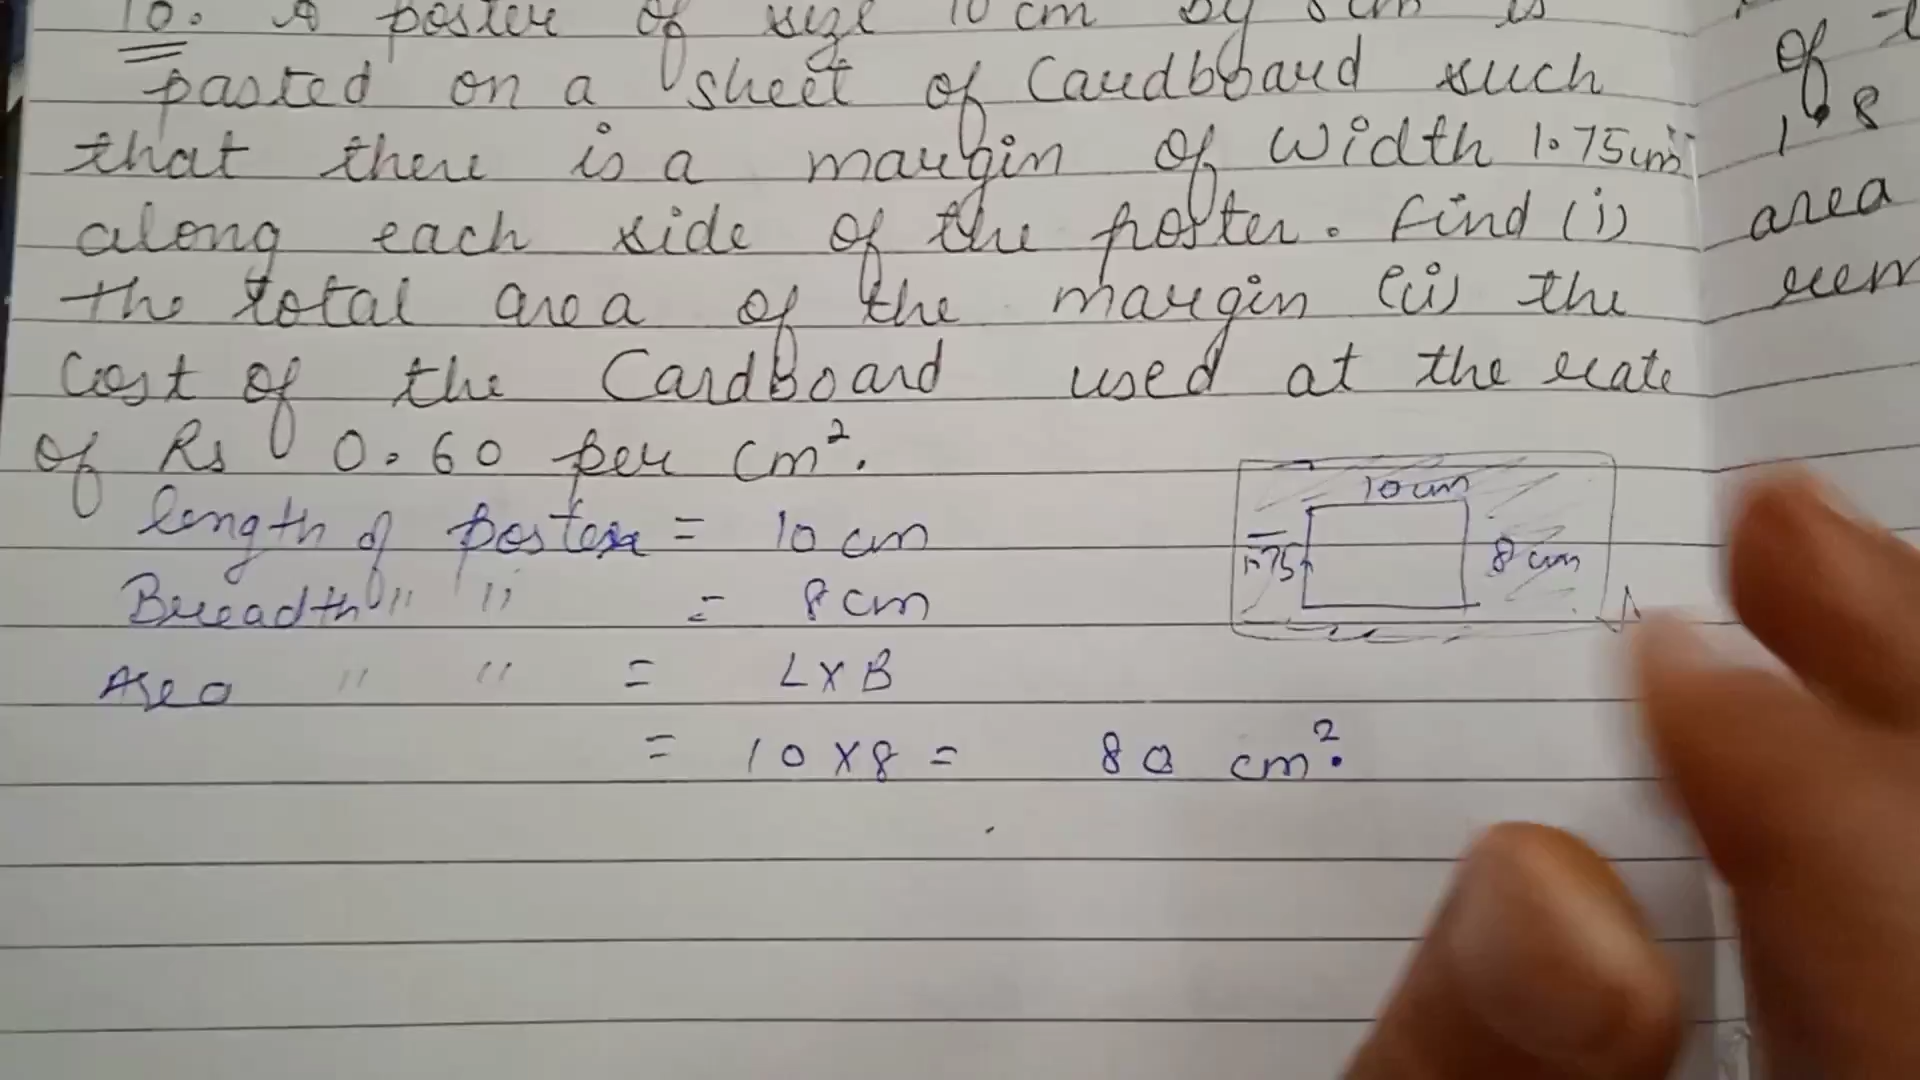 10. A poster of size 10 cm by 8 cm is
pasted on a sheet of Cardboard such
that there is a margin of width 1.75cm
along each side of the poster. Find (i)
the total area of the margin (ii) the
Cost of the CardBoard used at the rate
of Rs 0.60 per cm².
length of poster = 10 cm
Breadth " " = 8cm
Area " " = L×B
= 10×8 = 80 cm².
10 cm
1.75
8 cm
of
1.8
area